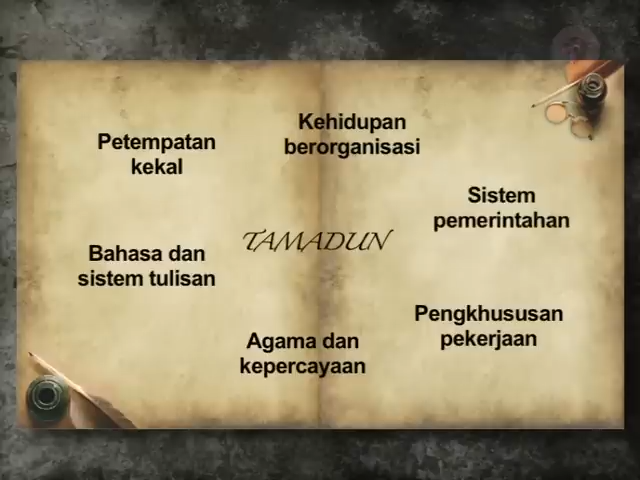 Kehidupan
berorganisasi
Petempatan
kekal
Sistem
pemerintahan
TAMADUN
Bahasa dan
sistem tulisan
Pengkhususan
pekerjaan
Agama dan
kepercayaan